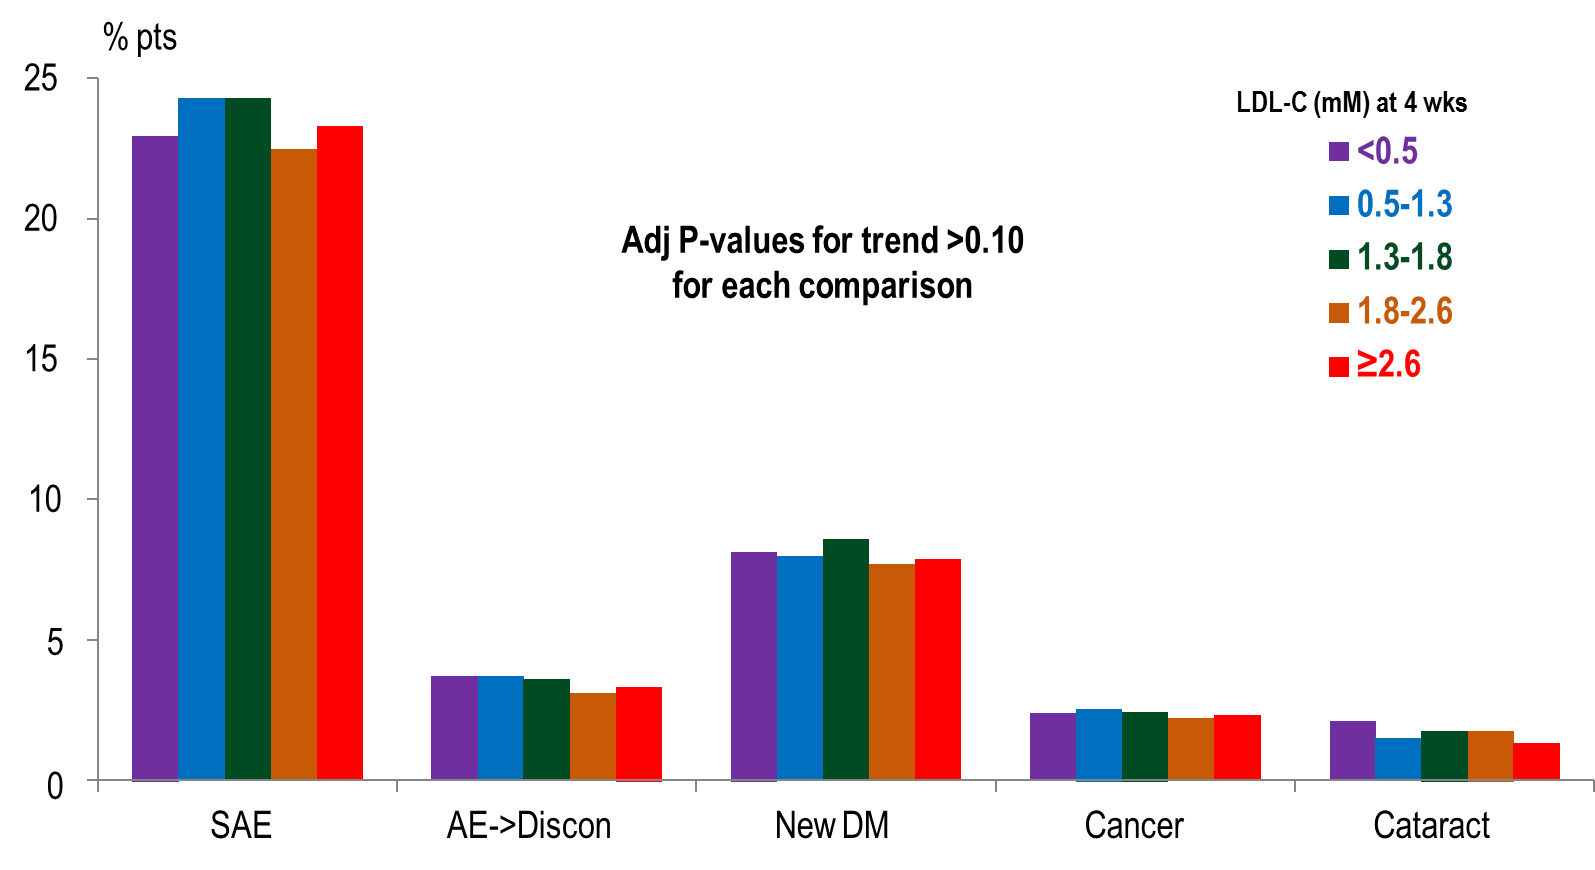 % pts
25
20
15
10
5
0
LDL-C (mM) at 4 wks
<0.5
0.5-1.3
1.3-1.8
1.8-2.6
≥2.6
Adj P-values for trend >0.10
for each comparison
SAE
AE->Discon
New DM
Cancer
Cataract